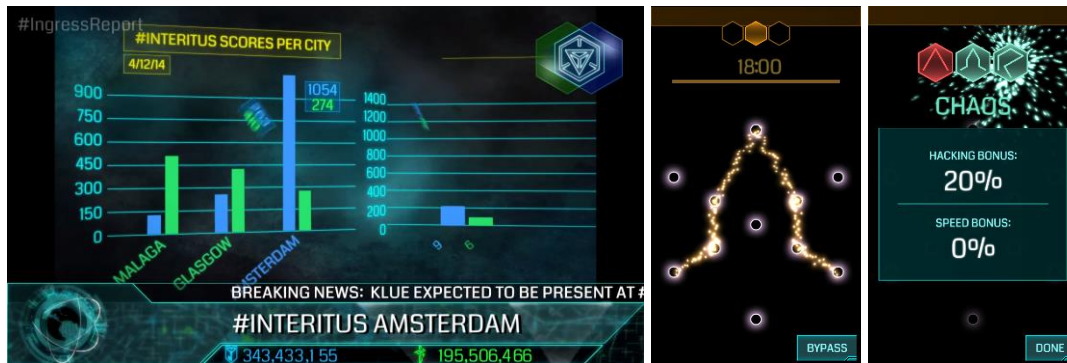 #IngressReport
#INTERITUS SCORES PER CITY
4/12/14
900
750
600
450
300
150
0
1054
274
MALAGA
GLASGOW
MSTERDAM
1400
1200
1000
800
600
400
200
0
9
6
BREAKING NEWS: KLUE EXPECTED TO BE PRESENT AT #
#INTERITUS AMSTERDAM
343,433,155
195,506,466
18:00
BYPASS
CHAOS
HACKING BONUS:
20%
SPEED BONUS:
0%
DONE